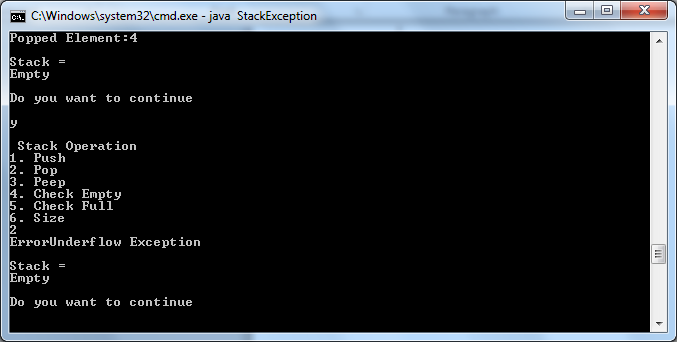 C:\Windows\system32\cmd.exe - java  StackException
Popped Element:4
Stack =
Empty
Do you want to continue
y
Stack Operation
1. Push
2. Pop
3. Peep
4. Check Empty
5. Check Full
6. Size
2
ErrorUnderflow Exception
Stack =
Empty
Do you want to continue